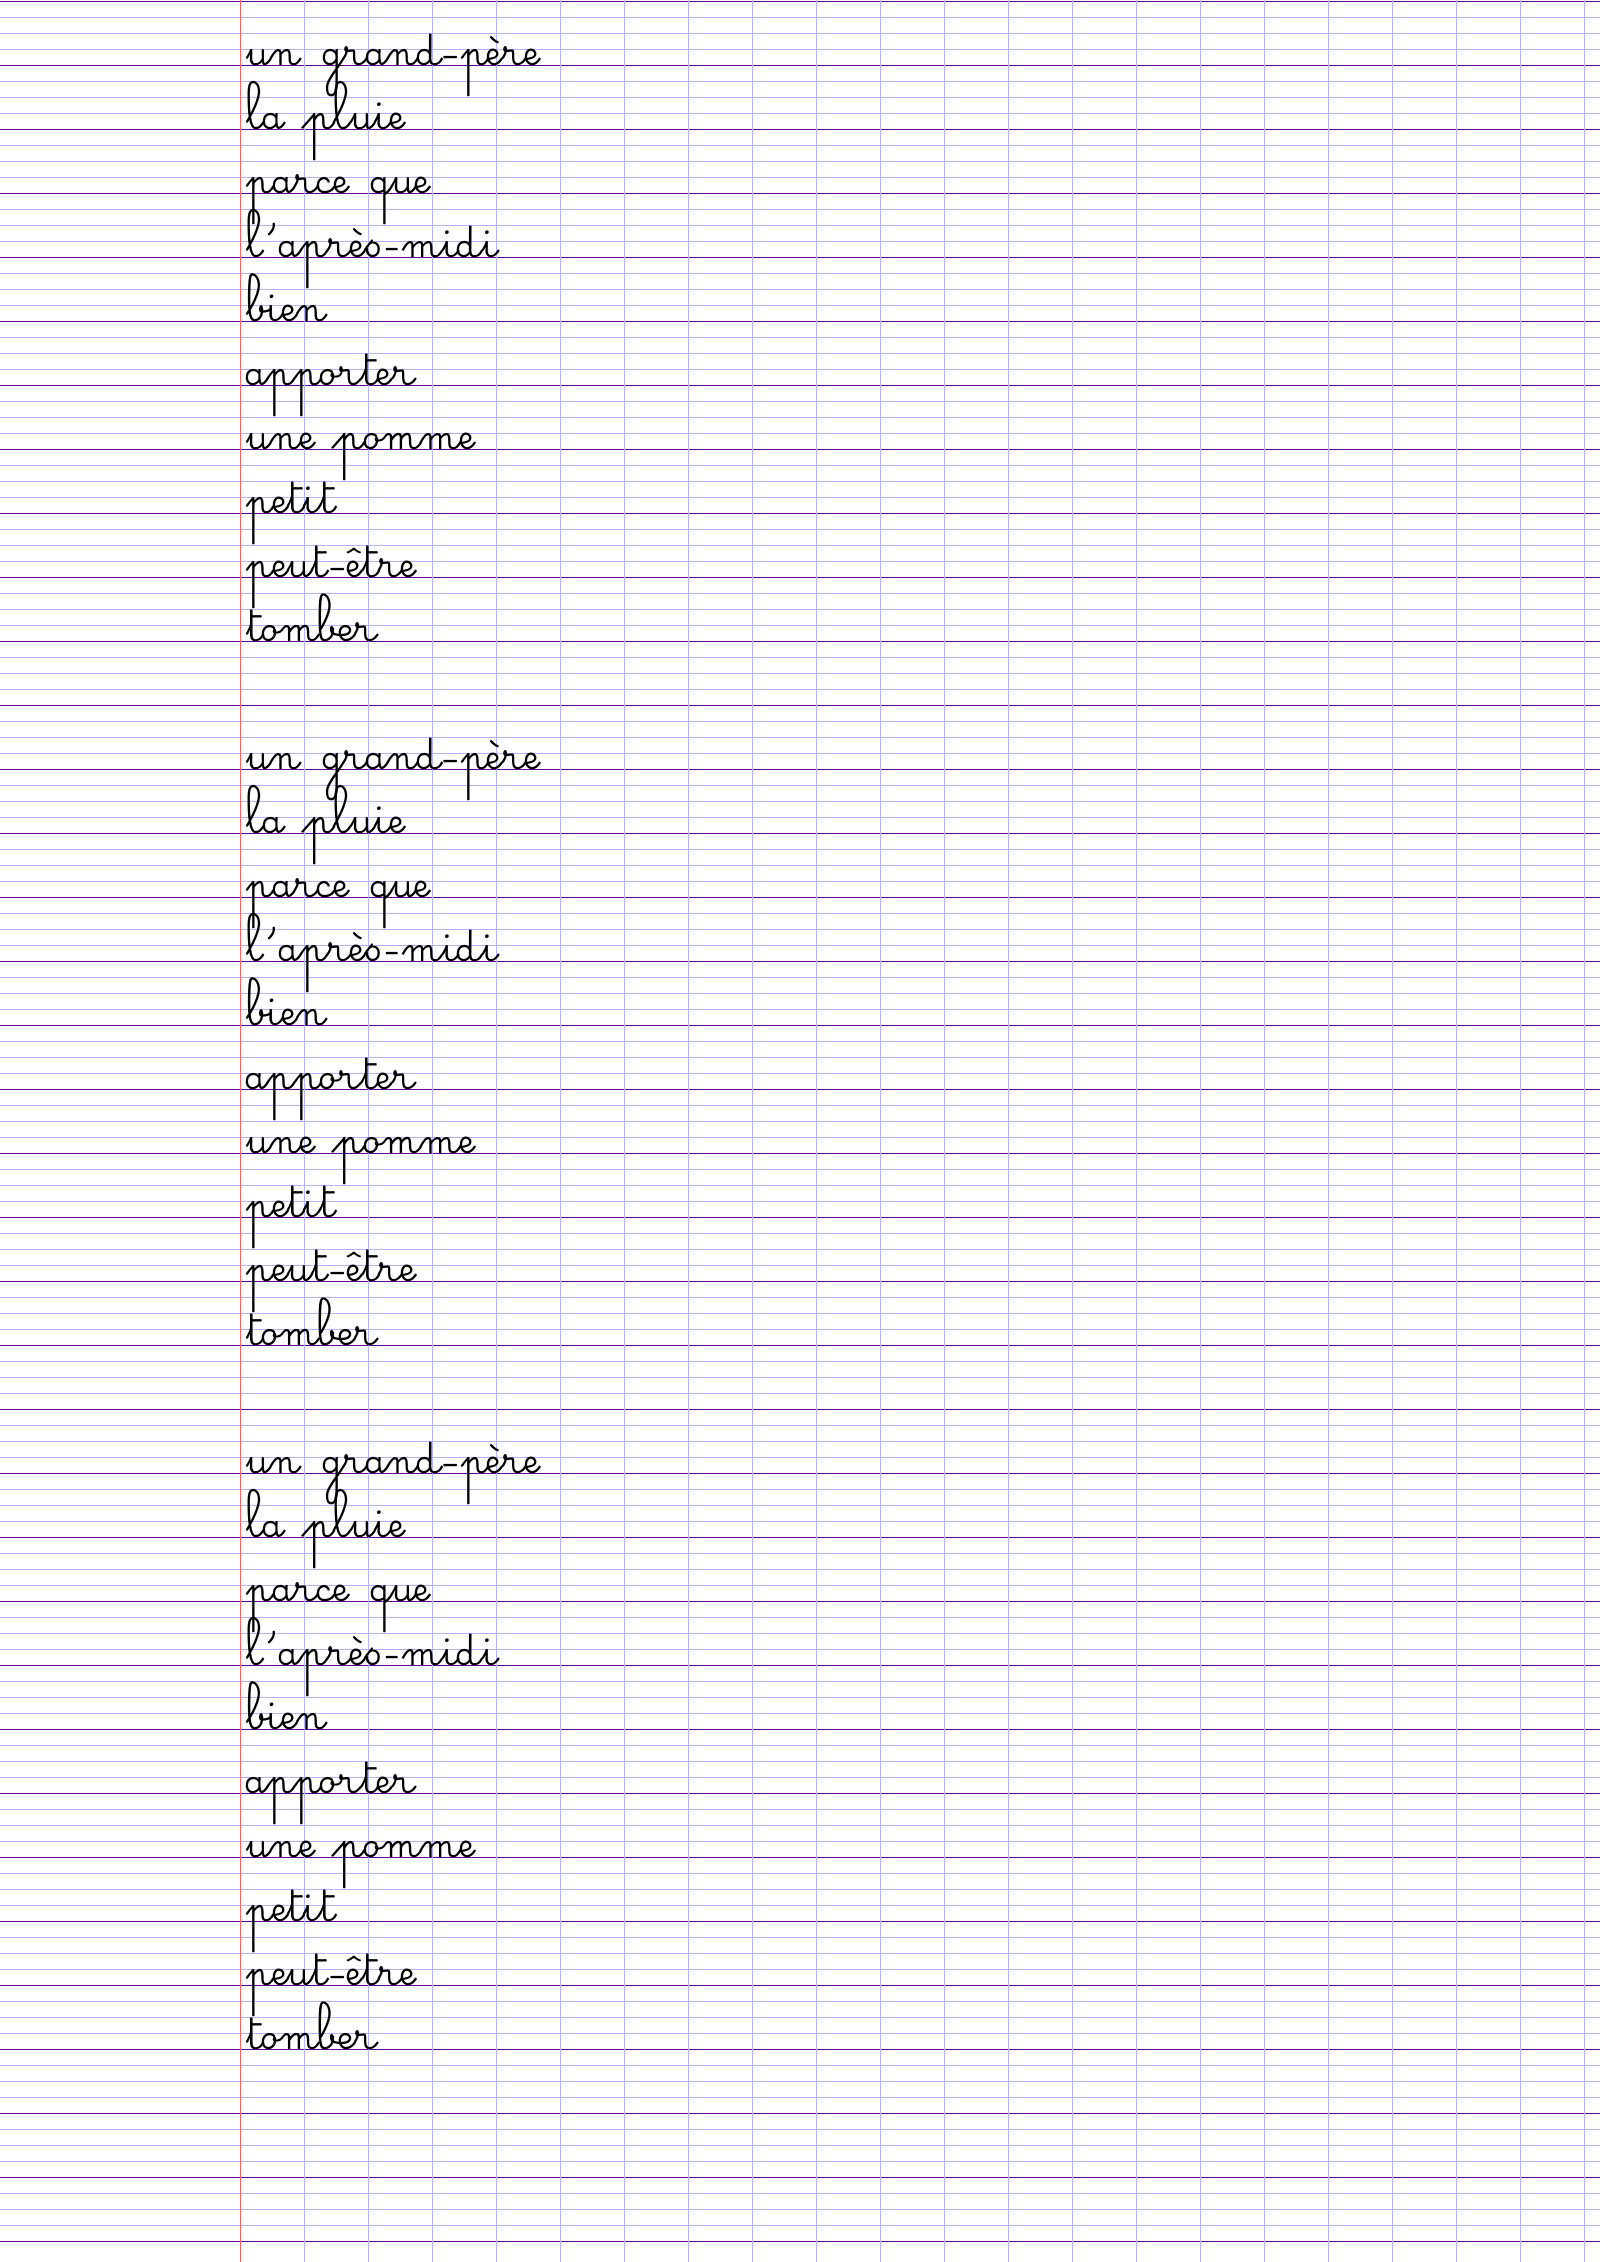 un grand-père
la pluie
parce que
l'après-midi
bien
apporter
une pomme
petit
peut-être
tomber
un grand-père
la pluie
parce que
l'après-midi
bien
apporter
une pomme
petit
peut-être
tomber
un grand-père
la pluie
parce que
l'après-midi
bien
apporter
une pomme
petit
peut-être
tomber